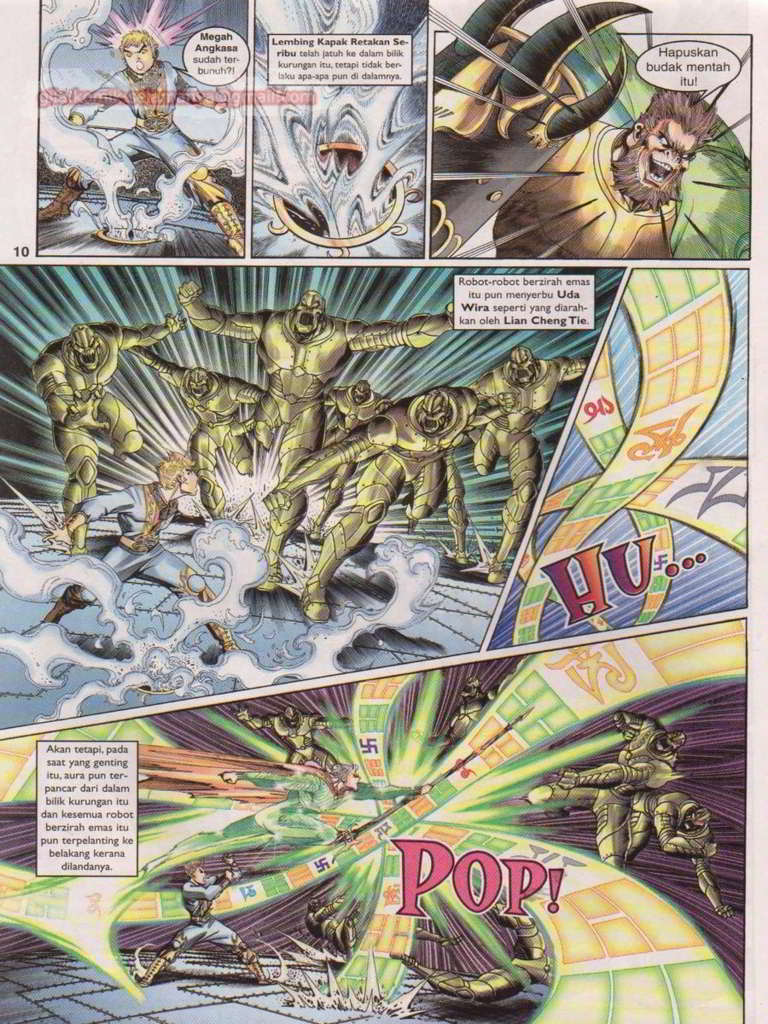 Megah
Angkasa
sudah ter-
bunuh?!
Lembing Kapak Retakan Se-
ribu telah jatuh ke dalam bilik
kurungan itu, tetapi tidak ber-
laku apa-apa pun di dalamnya.
Hapuskan
budak mentah
itu!
10
Robot-robot berzirah emas
itu pun menyerbu Uda
Wira seperti yang diarah-
kan oleh Lian Cheng Tie.
HU...
Akan tetapi, pada
saat yang genting
itu, aura pun ter-
pancar dari dalam
bilik kurungan itu
dan kesemua robot
berzirah emas itu
pun terpelanting ke
belakang kerana
dilandanya.
POP!